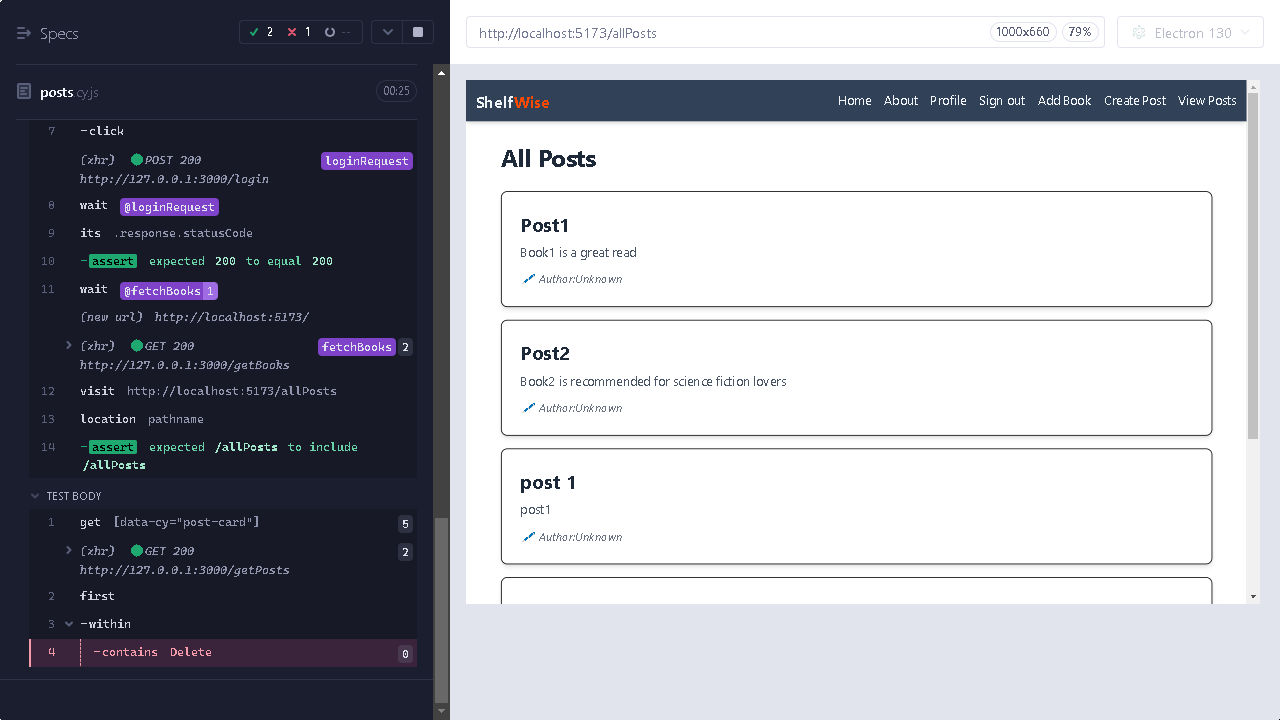 Specs
2
1
--
posts.cy.js
00:25
7 -click
(xhr) POST 200 loginRequest
http://127.0.0.1:3000/login
8 wait @loginRequest
9 its .response.statusCode
10 -assert expected 200 to equal 200
11 wait @fetchBooks 1
(new url) http://localhost:5173/
(xhr) GET 200 fetchBooks 2
http://127.0.0.1:3000/getBooks
12 visit http://localhost:5173/allPosts
13 location pathname
14 -assert expected /allPosts to include
/allPosts
TEST BODY
1 get [data-cy="post-card"] 5
(xhr) GET 200 2
http://127.0.0.1:3000/getPosts
2 first
3 -within
4 -contains Delete 0
http://localhost:5173/allPosts
1000x660
79%
Electron 130
ShelfWise
Home About Profile Sign out Add Book Create Post View Posts
All Posts
Post1
Book1 is a great read
Author:Unknown
Post2
Book2 is recommended for science fiction lovers
Author:Unknown
post 1
post1
Author:Unknown